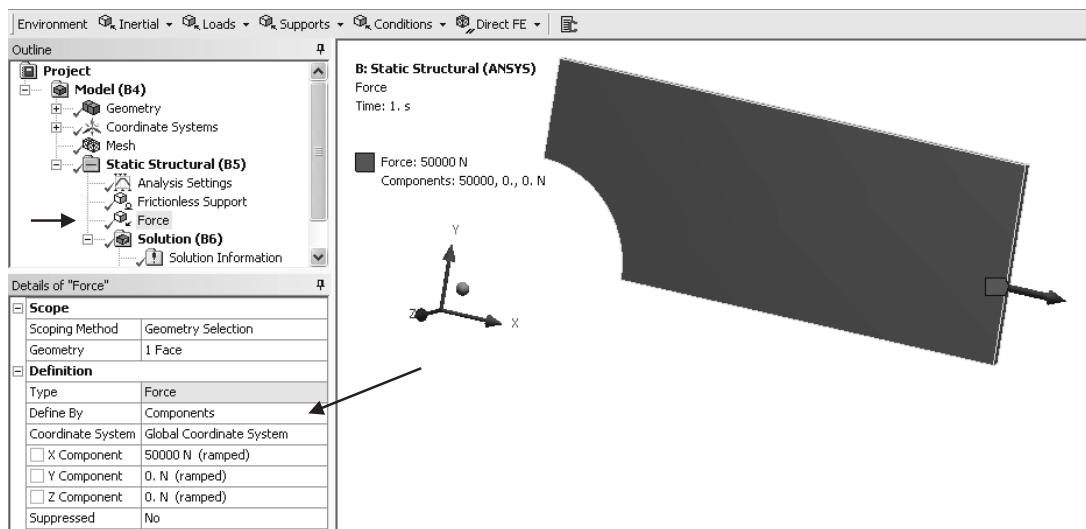 Environment Inertial Loads Supports Conditions Direct FE
Outline
Project
Model (B4)
Geometry
Coordinate Systems
Mesh
Static Structural (B5)
Analysis Settings
Frictionless Support
Force
Solution (B6)
Solution Information
Details of "Force"
Scope
Scoping Method Geometry Selection
Geometry 1 Face
Definition
Type Force
Define By Components
Coordinate System Global Coordinate System
X Component 50000 N (ramped)
Y Component 0. N (ramped)
Z Component 0. N (ramped)
Suppressed No
B: Static Structural (ANSYS)
Force
Time: 1. s
Force: 50000 N
Components: 50000, 0., 0. N
Y
Z
X